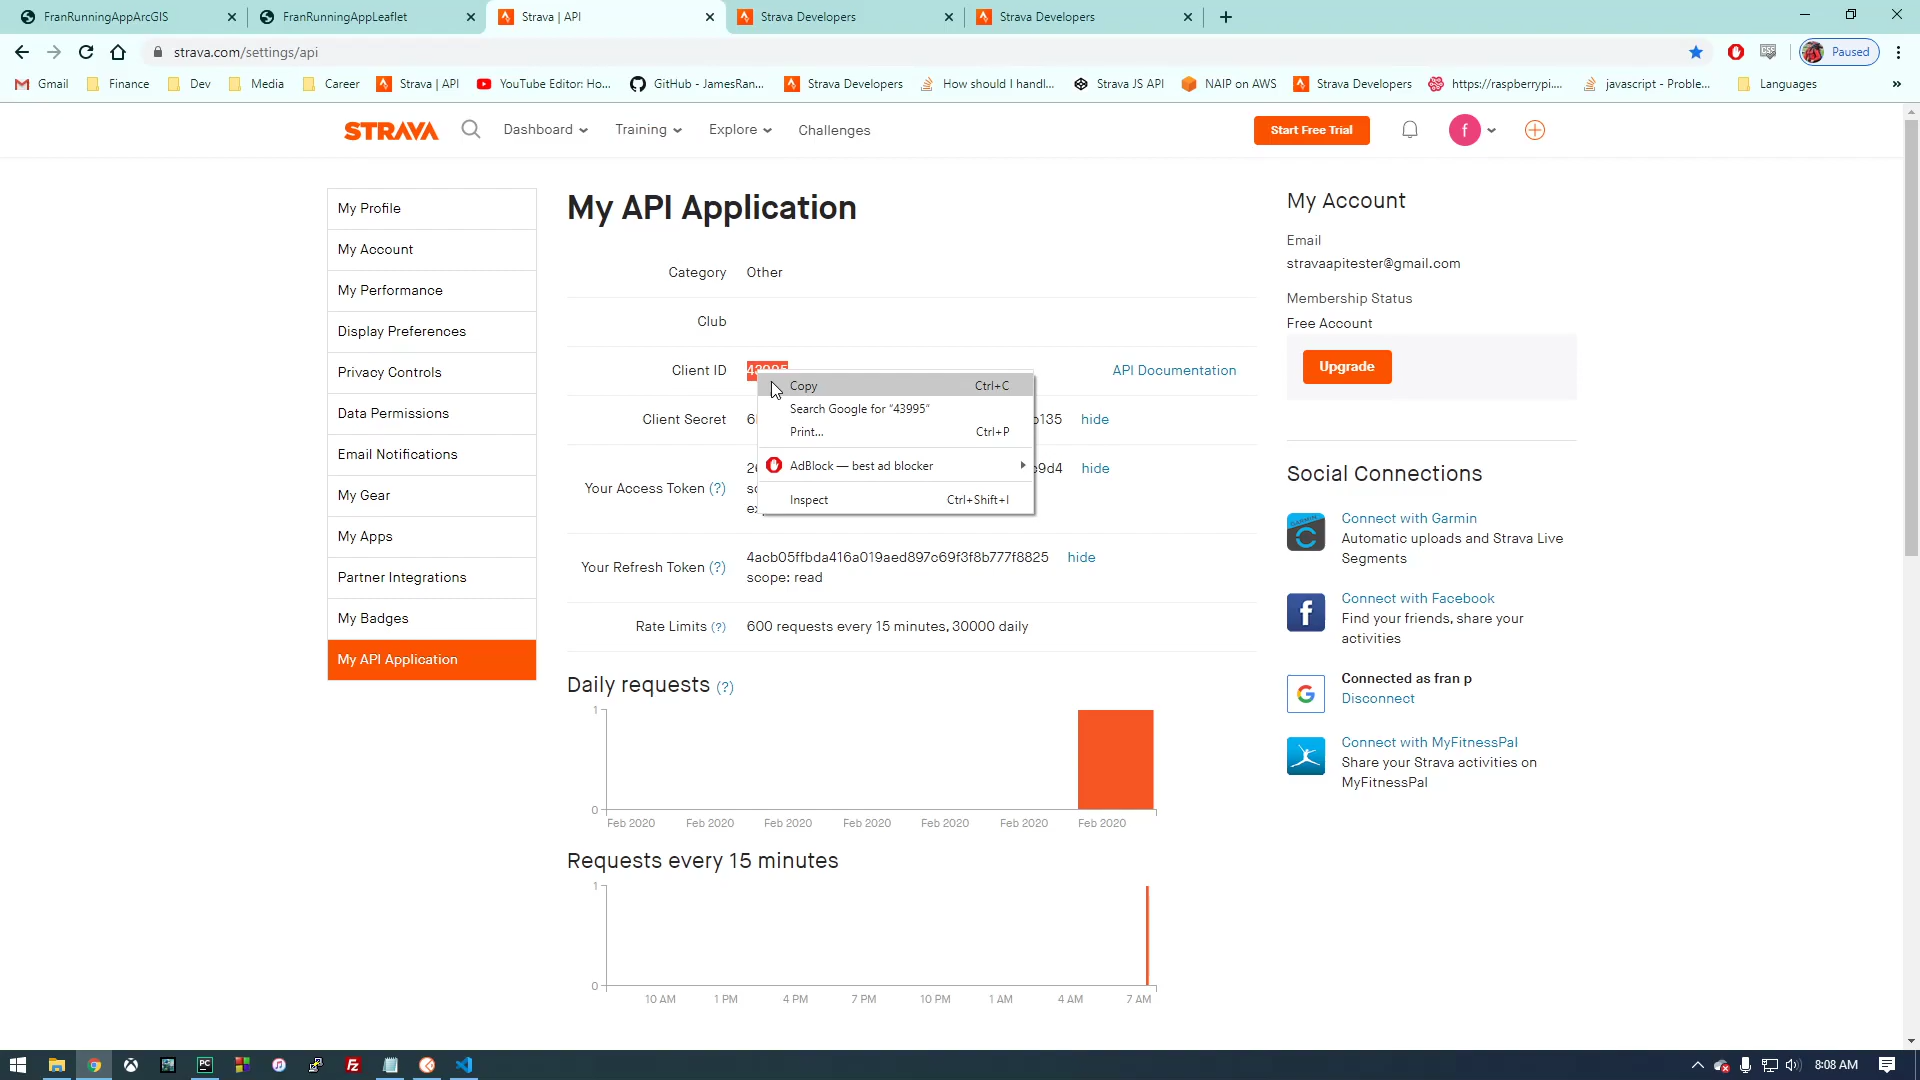 FranRunningAppArcGIS
FranRunningAppLeaflet
Strava | API
Strava Developers
Strava Developers
strava.com/settings/api
Paused
Gmail
Finance
Dev
Media
Career
Strava | API
YouTube Editor: Ho...
GitHub - JamesRan...
Strava Developers
How should I handl...
Strava JS API
NAIP on AWS
Strava Developers
https://raspberrypi....
javascript - Proble...
Languages
»
STRAVA
Dashboard
Training
Explore
Challenges
Start Free Trial
f
My Profile
My Account
My Performance
Display Preferences
Privacy Controls
Data Permissions
Email Notifications
My Gear
My Apps
Partner Integrations
My Badges
My API Application
My API Application
Category Other
Club
Client ID 43995 API Documentation
Copy Ctrl+C
Search Google for "43995"
Print... Ctrl+P
AdBlock — best ad blocker
Inspect Ctrl+Shift+I
Client Secret hide
Your Access Token (?) hide
Your Refresh Token (?) 4acb05ffbda416a019aed897c69f3f8b777f8825 hide
scope: read
Rate Limits (?) 600 requests every 15 minutes, 30000 daily
Daily requests (?)
1
0
Feb 2020 Feb 2020 Feb 2020 Feb 2020 Feb 2020 Feb 2020 Feb 2020
Requests every 15 minutes
1
0
10 AM 1 PM 4 PM 7 PM 10 PM 1 AM 4 AM 7 AM
My Account
Email
stravaapitester@gmail.com
Membership Status
Free Account
Upgrade
Social Connections
Connect with Garmin
Automatic uploads and Strava Live
Segments
Connect with Facebook
Find your friends, share your
activities
Connected as fran p
Disconnect
Connect with MyFitnessPal
Share your Strava activities on
MyFitnessPal
8:08 AM